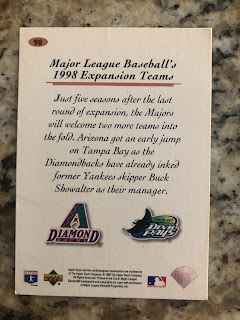 98
Major League Baseball's
1998 Expansion Teams
Just five seasons after the last
round of expansion, the Majors
will welcome two more teams into
the fold. Arizona got an early jump
on Tampa Bay as the
Diamondbacks have already inked
former Yankees skipper Buck
Showalter as their manager.
DIAMOND
BACKS
DEVIL
RAYS